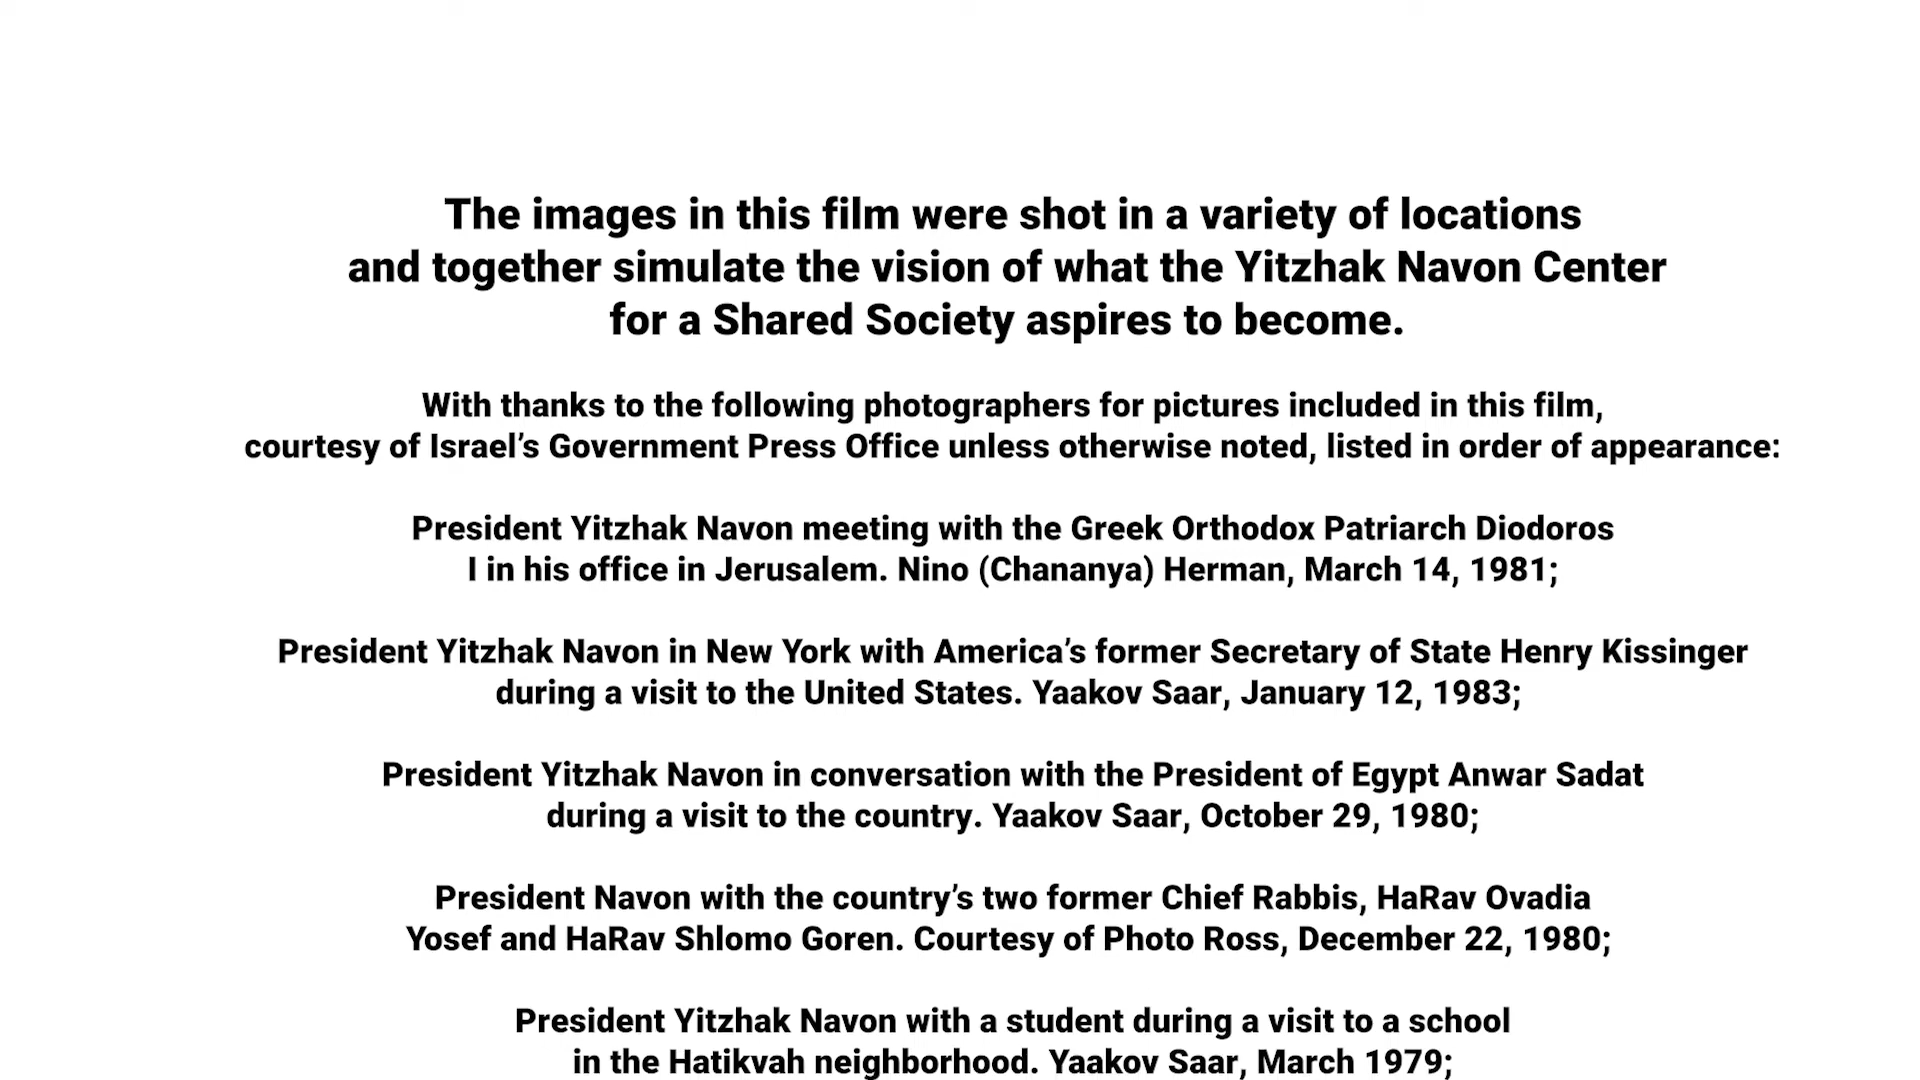 The images in this film were shot in a variety of locations
and together simulate the vision of what the Yitzhak Navon Center
for a Shared Society aspires to become.
With thanks to the following photographers for pictures included in this film,
courtesy of Israel’s Government Press Office unless otherwise noted, listed in order of appearance:
President Yitzhak Navon meeting with the Greek Orthodox Patriarch Diodoros
I in his office in Jerusalem. Nino (Chananya) Herman, March 14, 1981;
President Yitzhak Navon in New York with America’s former Secretary of State Henry Kissinger
during a visit to the United States. Yaakov Saar, January 12, 1983;
President Yitzhak Navon in conversation with the President of Egypt Anwar Sadat
during a visit to the country. Yaakov Saar, October 29, 1980;
President Navon with the country’s two former Chief Rabbis, HaRav Ovadia
Yosef and HaRav Shlomo Goren. Courtesy of Photo Ross, December 22, 1980;
President Yitzhak Navon with a student during a visit to a school
in the Hatikvah neighborhood. Yaakov Saar, March 1979;